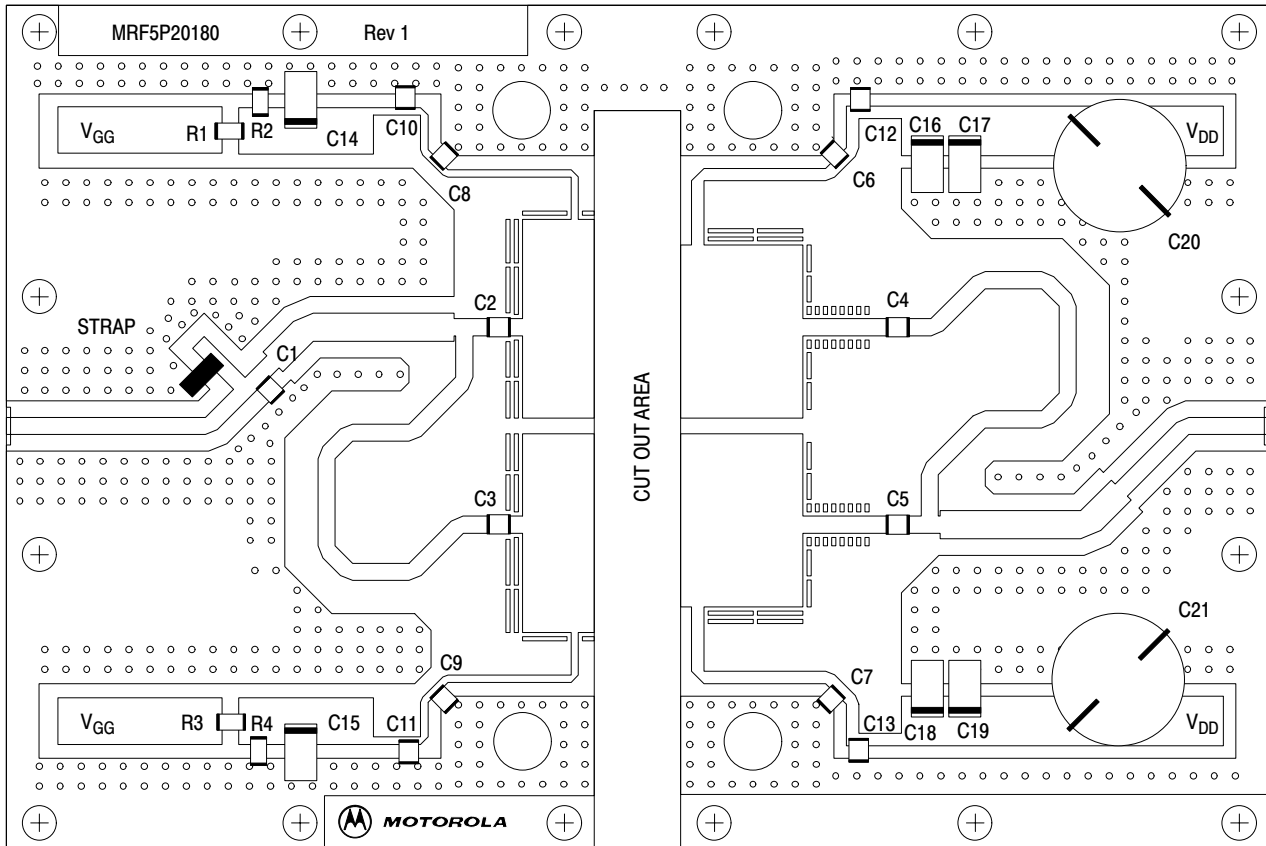 MRF5P20180 Rev 1
VGG
R1
R2
C14
C10
C8
C12
C6
C16
C17
VDD
C20
STRAP
C1
C2
C4
CUT OUT AREA
C3
C5
C21
C9
C7
VGG
R3
R4
C15
C11
C13
C18
C19
VDD
M MOTOROLA